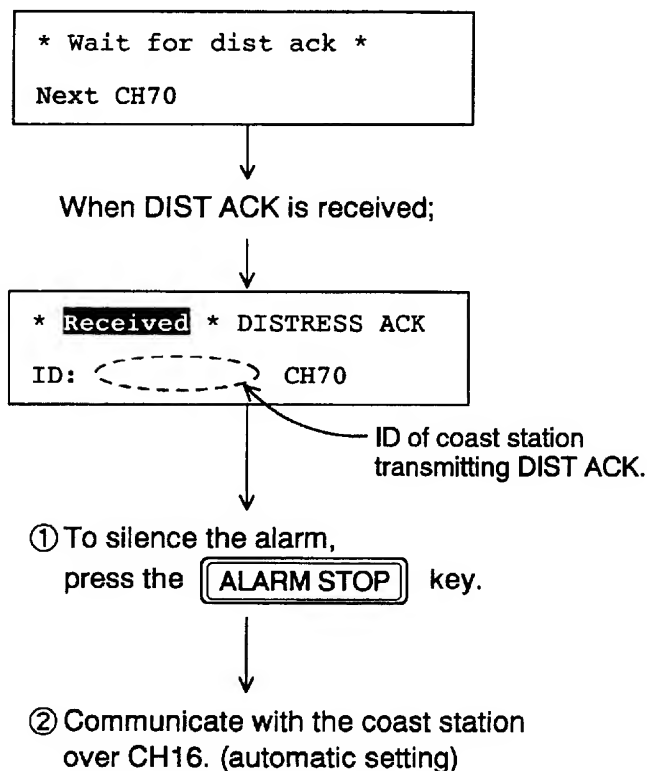 * Wait for dist ack *
Next CH70
When DIST ACK is received;
* Received * DISTRESS ACK
ID: CH70
ID of coast station
transmitting DIST ACK.
① To silence the alarm,
press the ALARM STOP key.
② Communicate with the coast station
over CH16. (automatic setting)